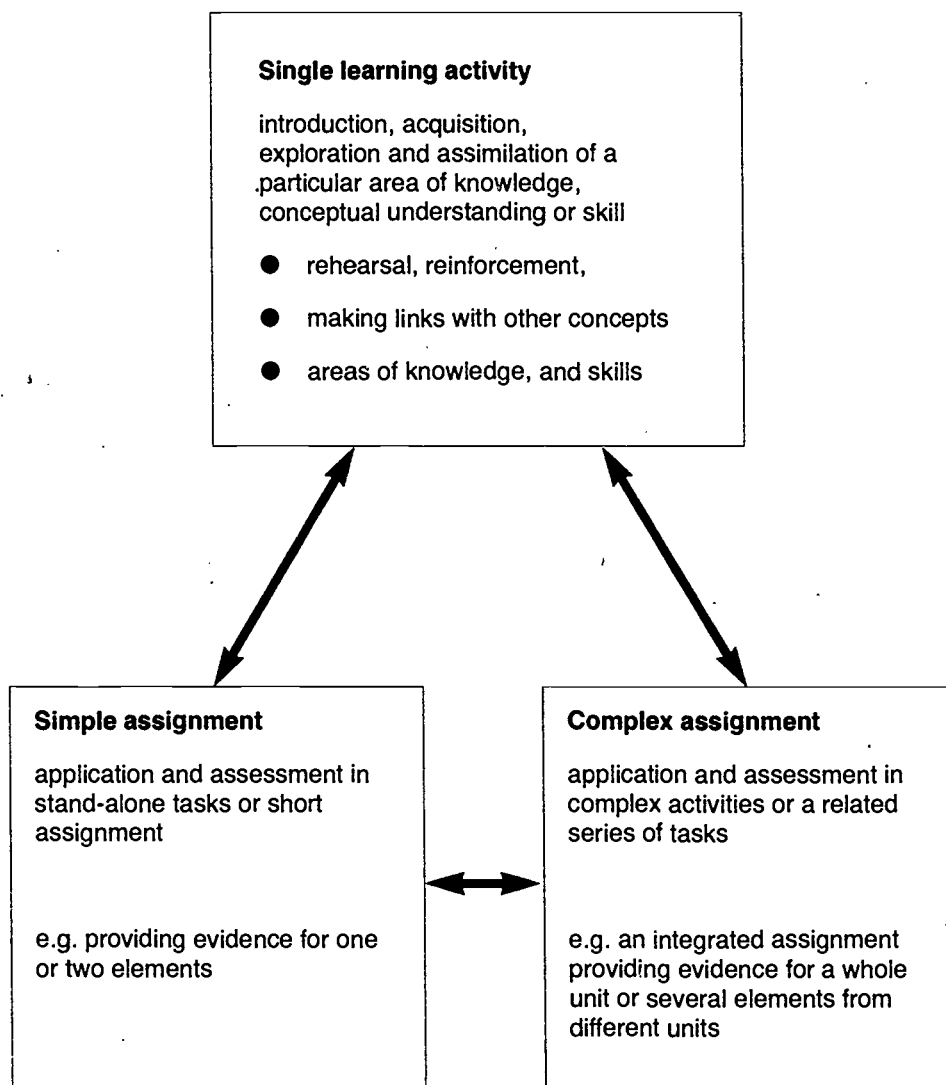 Single learning activity
introduction, acquisition,
exploration and assimilation of a
particular area of knowledge,
conceptual understanding or skill
● rehearsal, reinforcement,
● making links with other concepts
● areas of knowledge, and skills
Simple assignment
application and assessment in
stand-alone tasks or short
assignment
e.g. providing evidence for one
or two elements
Complex assignment
application and assessment in
complex activities or a related
series of tasks
e.g. an integrated assignment
providing evidence for a whole
unit or several elements from
different units